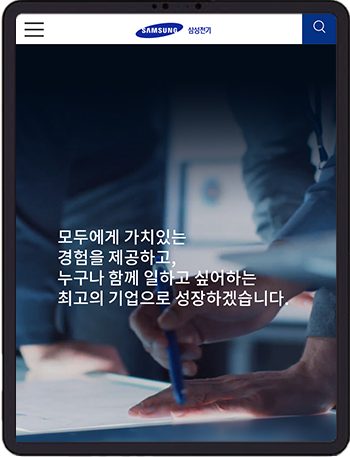 SAMSUNG 삼성전기
모두에게 가치있는
경험을 제공하고,
누구나 함께 일하고 싶어하는
최고의 기업으로 성장하겠습니다.